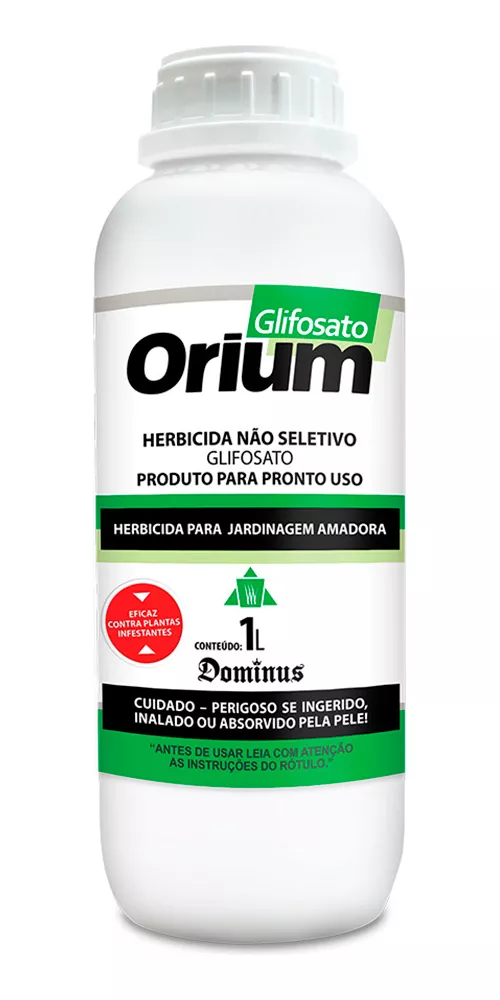 Glifosato
Orium
HERBICIDA NÃO SELETIVO
GLIFOSATO
PRODUTO PARA PRONTO USO
HERBICIDA PARA JARDINAGEM AMADORA
EFICAZ
CONTRA PLANTAS
INFESTANTES
CONTEÚDO: 1L
Dominus
CUIDADO – PERIGOSO SE INGERIDO,
INALADO OU ABSORVIDO PELA PELE!
“ANTES DE USAR LEIA COM ATENÇÃO
AS INSTRUÇÕES DO RÓTULO.”